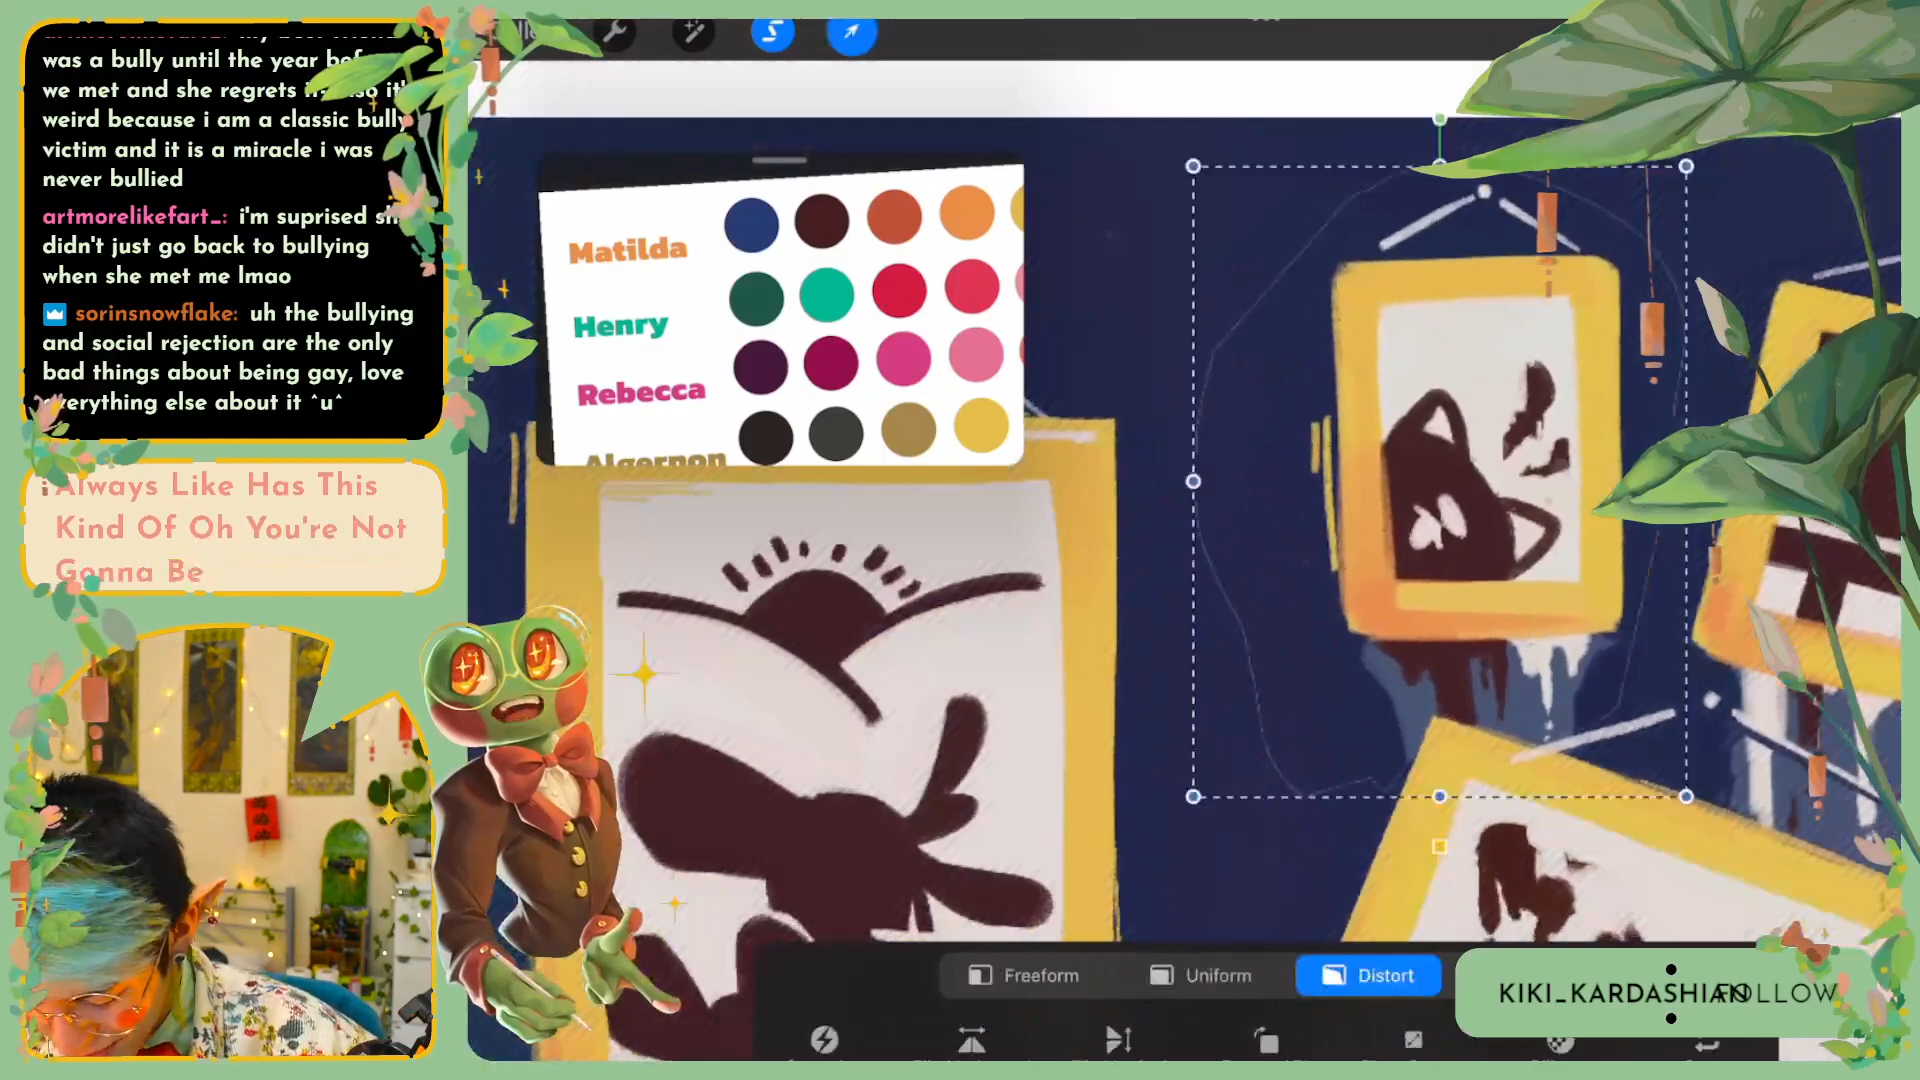 was a bully until the year
we met and she regrets
weird because i am a classic bully
victim and it is a miracle i was
never bullied
artmorelikefart_: i'm suprised
didn't just go back to bullying
when she met me lmao
sorinsnowflake: uh the bullying
and social rejection are the only
bad things about being gay, love
everything else about it ^u^
Always Like Has This
Kind Of Oh You're Not
Gonna Be
Matilda
Henry
Rebecca
Algernon
Freeform
Uniform
Distort
KIKI_KARDASHIAN
FOLLOW